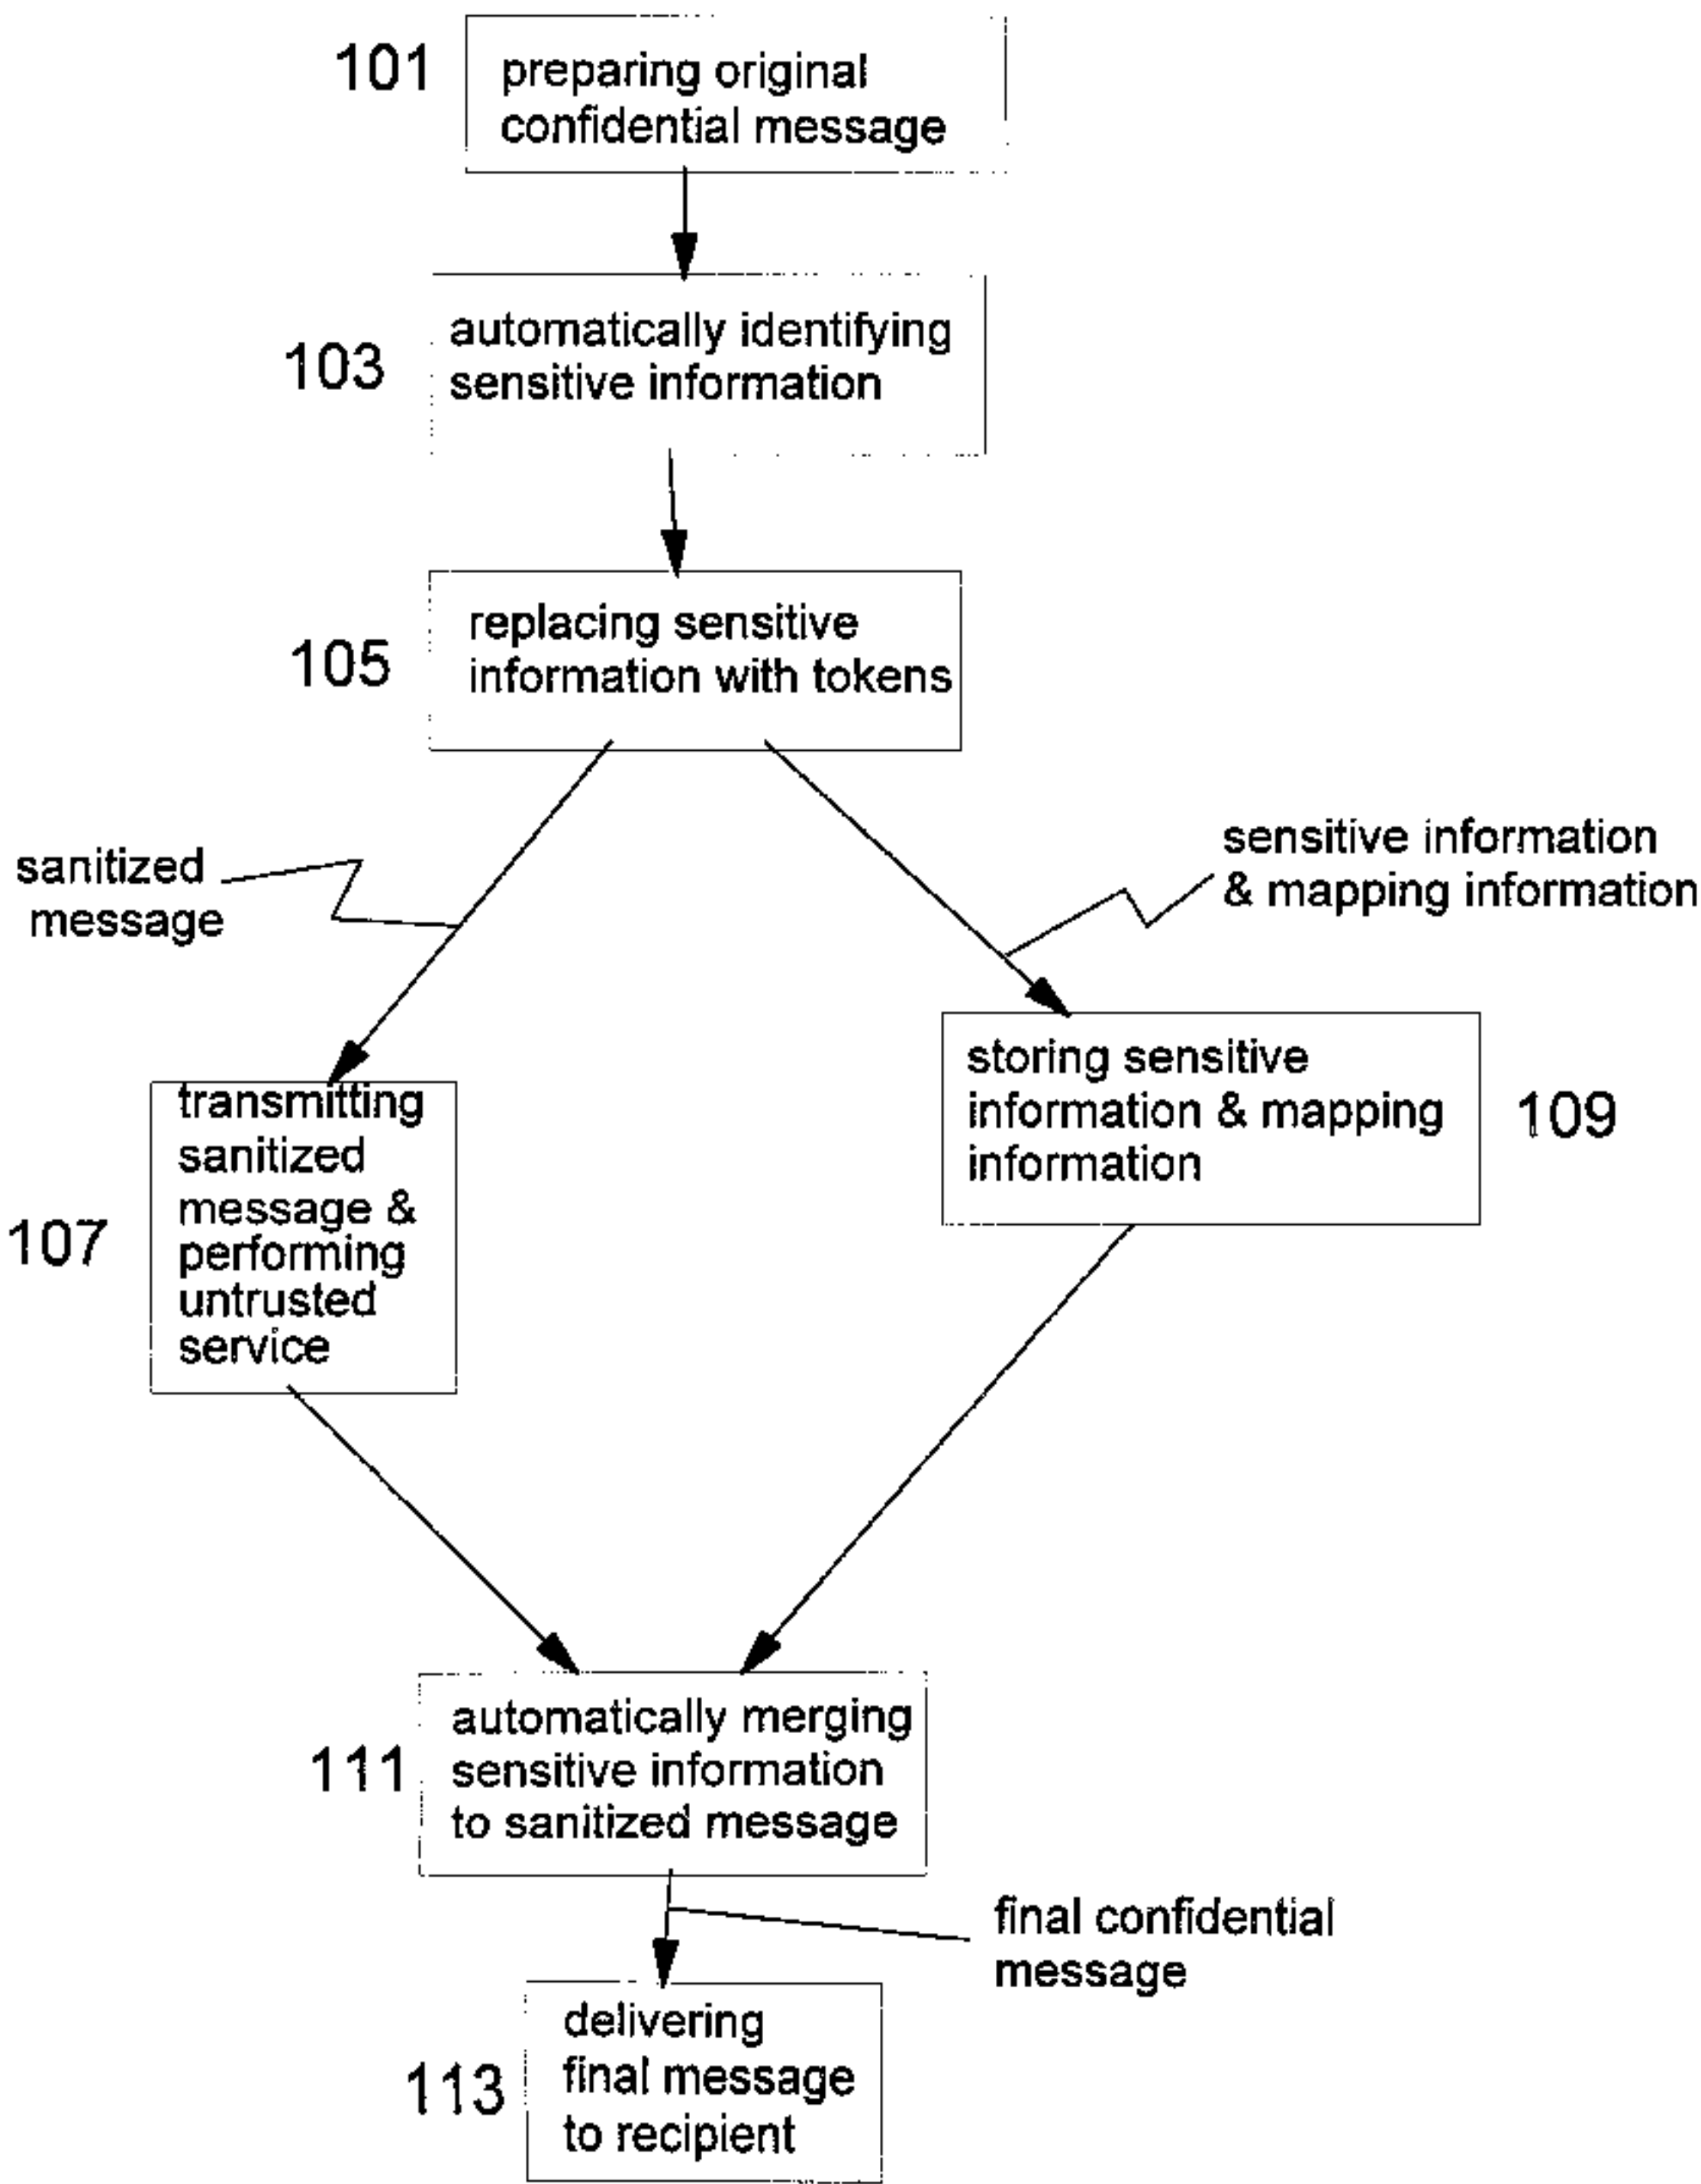 101
preparing original
confidential message
103
automatically identifying
sensitive information
105
replacing sensitive
information with tokens
sanitized
message
sensitive information
& mapping information
107
transmitting
sanitized
message &
performing
untrusted
service
storing sensitive
information & mapping
information
109
111
automatically merging
sensitive information
to sanitized message
final confidential
message
113
delivering
final message
to recipient